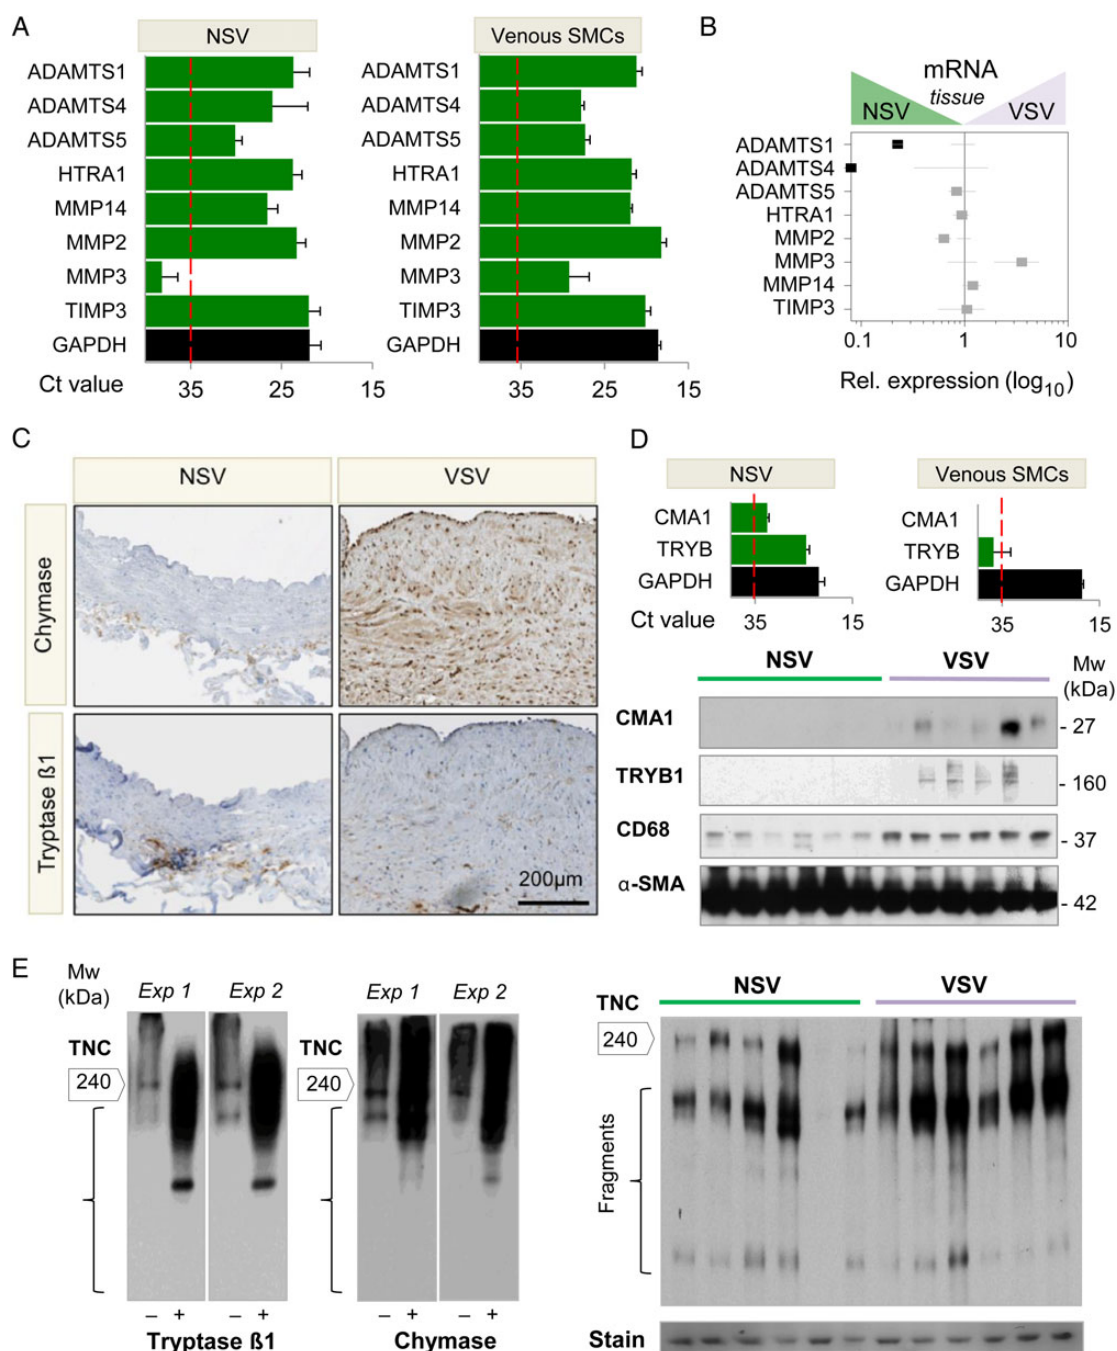 A
NSV
ADAMTS1
ADAMTS4
ADAMTS5
HTRA1
MMP14
MMP2
MMP3
TIMP3
GAPDH
Ct value
35
25
15
Venous SMCs
ADAMTS1
ADAMTS4
ADAMTS5
HTRA1
MMP14
MMP2
MMP3
TIMP3
GAPDH
35
25
15
B
mRNA
tissue
NSV
VSV
ADAMTS1
ADAMTS4
ADAMTS5
HTRA1
MMP2
MMP3
MMP14
TIMP3
0.1
1
10
Rel. expression (log10)
C
NSV
VSV
Chymase
Tryptase ß1
200µm
D
NSV
CMA1
TRYB
GAPDH
Ct value
35
15
Venous SMCs
CMA1
TRYB
GAPDH
35
15
NSV
VSV
Mw
(kDa)
CMA1
- 27
TRYB1
- 160
CD68
- 37
α-SMA
- 42
E
Mw
(kDa)
Exp 1
Exp 2
TNC
240
– +
– +
Tryptase ß1
Exp 1
Exp 2
TNC
240
– +
– +
Chymase
NSV
VSV
TNC
240
Fragments
Stain